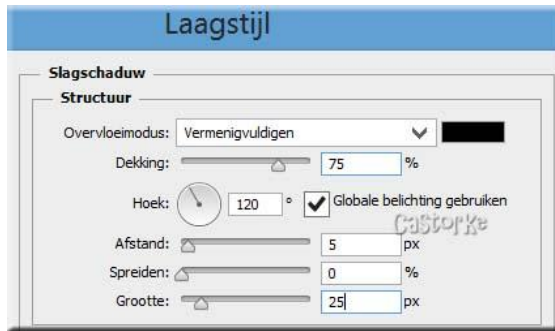 Laagstijl
Slagschaduw
Structuur
Overvloeimodus: Vermenigvuldigen
Dekking: 75 %
Hoek: 120 ° Globale belichting gebruiken
Castorke
Afstand: 5 px
Spreiden: 0 %
Grootte: 25 px